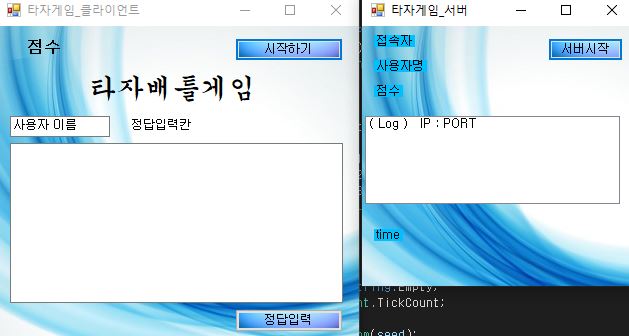 타자게임_클라이언트
점수
시작하기
타자배틀게임
사용자 이름
정답입력칸
정답입력
타자게임_서버
접속자
서버시작
사용자명
점수
( Log ) IP : PORT
time
ring.Empty;
nt.TickCount;
om(seed);